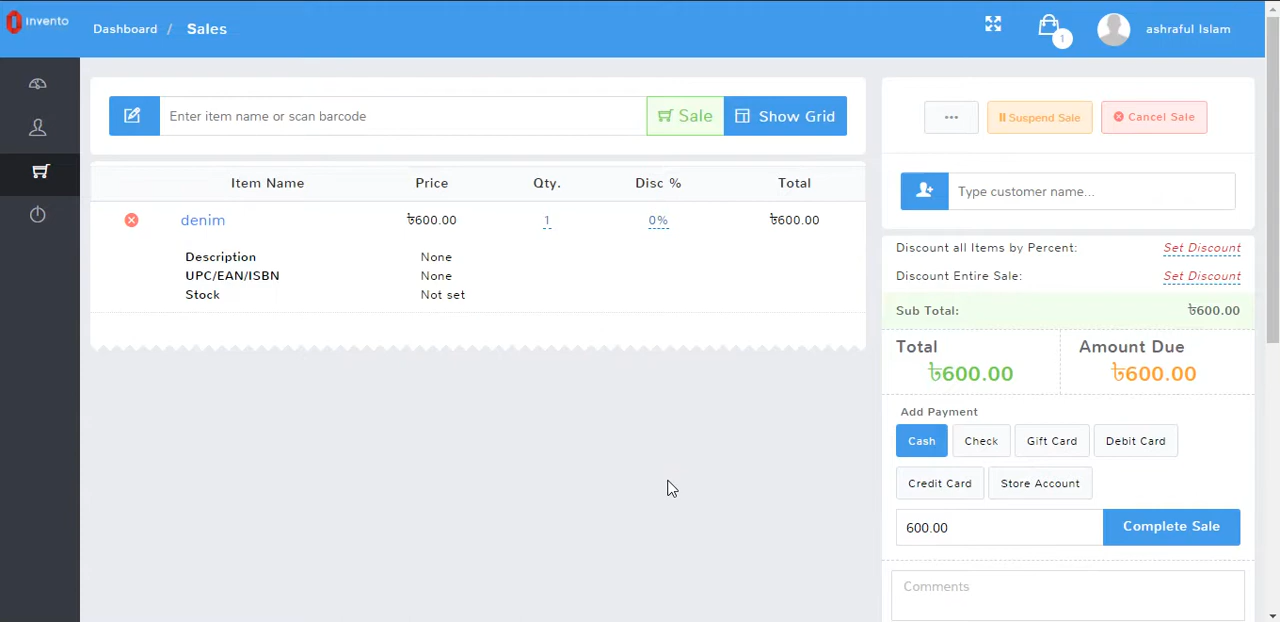 invento
Dashboard / Sales
1
ashraful Islam
Enter item name or scan barcode
Sale
Show Grid
... Suspend Sale Cancel Sale
Type customer name...
Item Name Price Qty. Disc % Total
denim ৳600.00 1 0% ৳600.00
Description None
UPC/EAN/ISBN None
Stock Not set
Discount all Items by Percent: Set Discount
Discount Entire Sale: Set Discount
Sub Total: ৳600.00
Total Amount Due
৳600.00 ৳600.00
Add Payment
Cash Check Gift Card Debit Card
Credit Card Store Account
600.00 Complete Sale
Comments